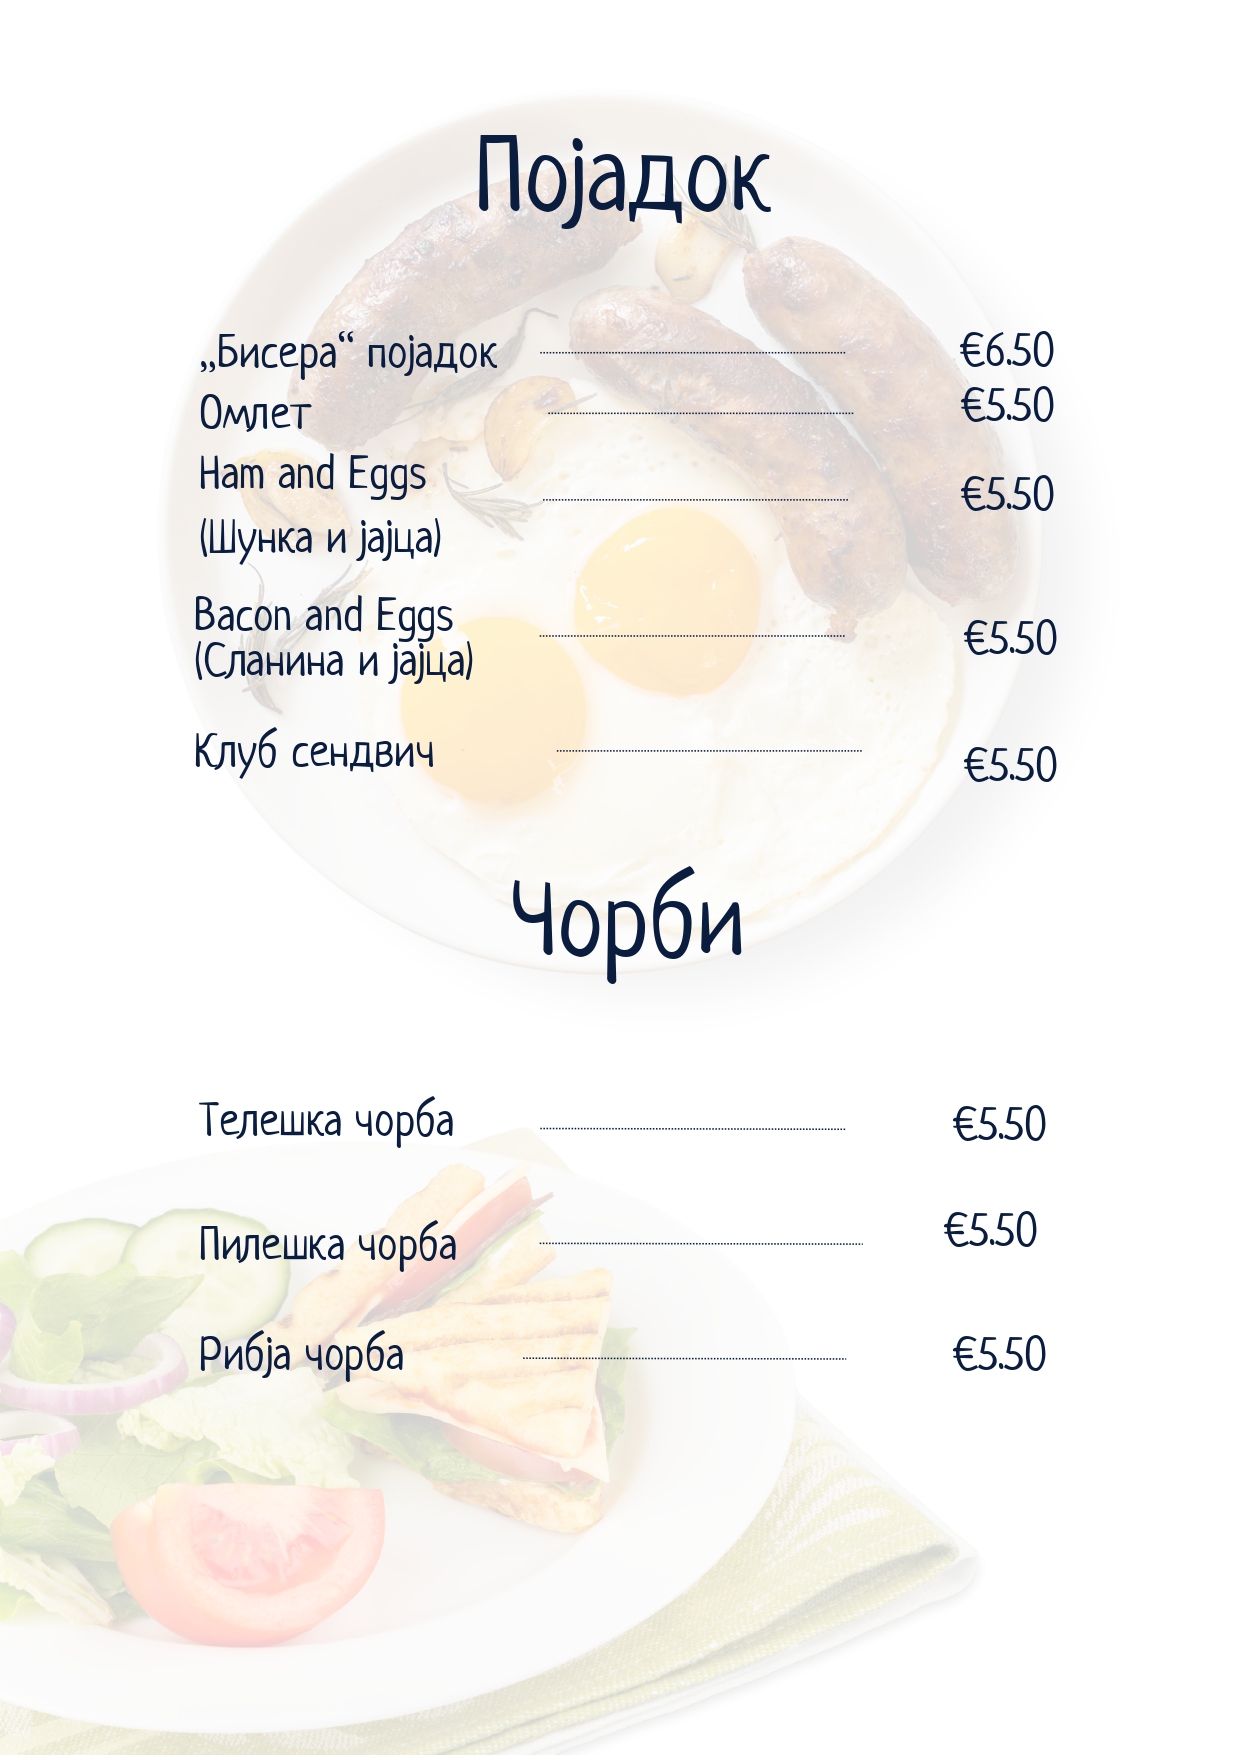 Појадок
„Бисера“ појадок €6.50
Омлет €5.50
Ham and Eggs €5.50
(Шунка и јајца)
Bacon and Eggs €5.50
(Сланина и јајца)
Клуб сендвич €5.50
Чорби
Телешка чорба €5.50
Пилешка чорба €5.50
Рибја чорба €5.50